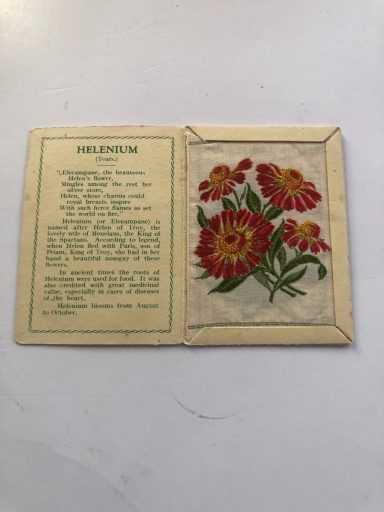 HELENIUM
(Tears.)
"Elecampane, the beauteous
Helen's flower,
Mingles among the rest her
silver store,
Helen, whose charms could
royal breasts inspire
With such fierce flames as set
the world on fire."
Helenium (or Elecampane) is
named after Helen of Troy, the
lovely wife of Menelaus, the King of
the Spartans. According to legend,
when Helen fled with Paris, son of
Priam, King of Troy, she had in her
hand a beautiful nosegay of these
flowers.
In ancient times the roots of
Helenium were used for food. It was
also credited with great medicinal
value, especially in cases of diseases
of the heart.
Helenium blooms from August
to October.